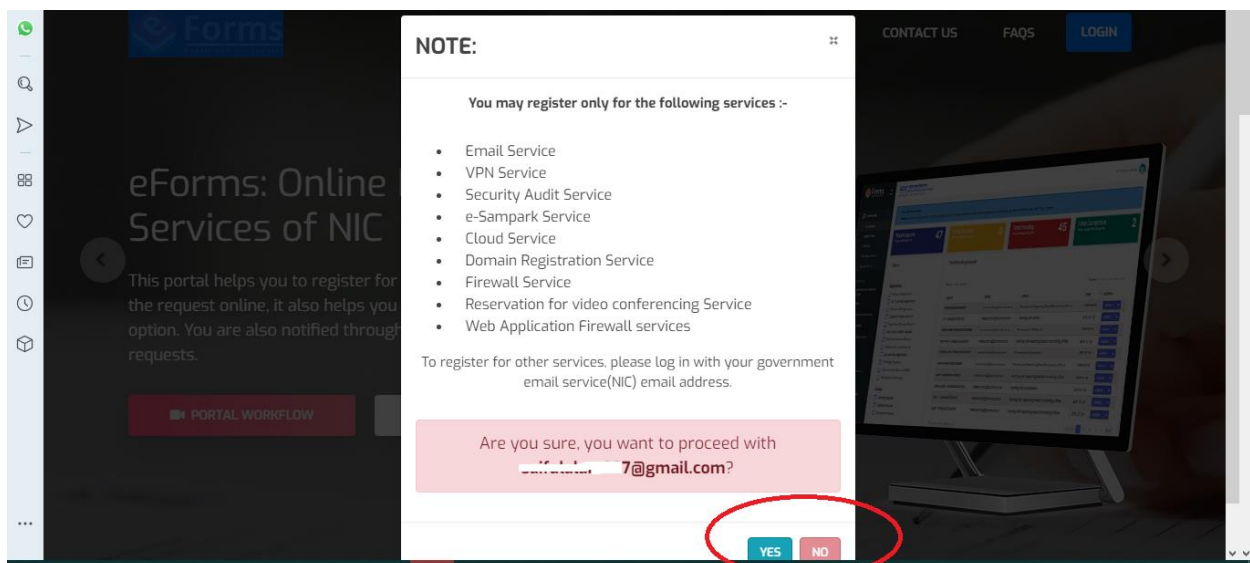 Forms
CONTACT US
FAQS
LOGIN
NOTE:
You may register only for the following services :-
• Email Service
• VPN Service
• Security Audit Service
• e-Sampark Service
• Cloud Service
• Domain Registration Service
• Firewall Service
• Reservation for video conferencing Service
• Web Application Firewall services
To register for other services, please log in with your government
email service(NIC) email address.
Are you sure, you want to proceed with
7@gmail.com?
YES
NO
eForms: Online
Services of NIC
This portal helps you to register for
the request online, it also helps you
option. You are also notified through
requests.
PORTAL WORKFLOW